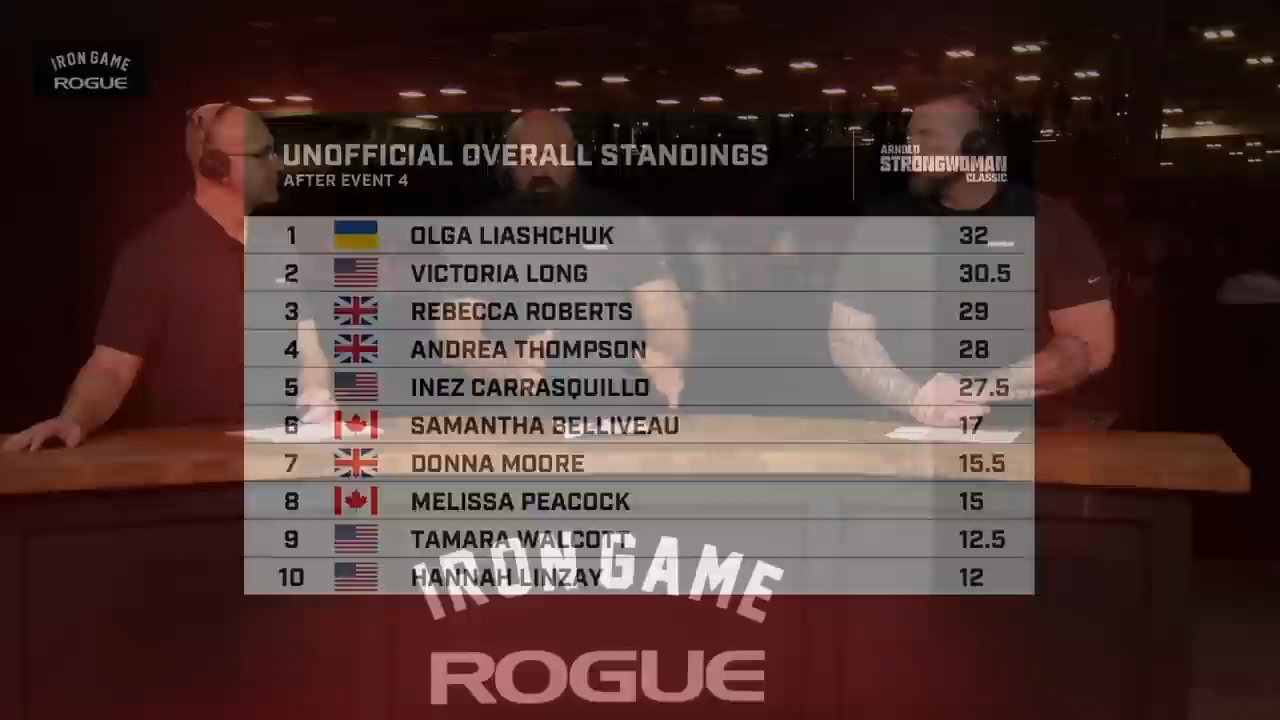 IRON GAME
ROGUE
UNOFFICIAL OVERALL STANDINGS
AFTER EVENT 4
ARNOLD
STRONGWOMAN
CLASSIC
1 OLGA LIASHCHUK 32
2 VICTORIA LONG 30.5
3 REBECCA ROBERTS 29
4 ANDREA THOMPSON 28
5 INEZ CARRASQUILLO 27.5
6 SAMANTHA BELLIVEAU 17
7 DONNA MOORE 15.5
8 MELISSA PEACOCK 15
9 TAMARA WALCOTT 12.5
10 HANNAH LINZAY 12
IRON GAME
ROGUE